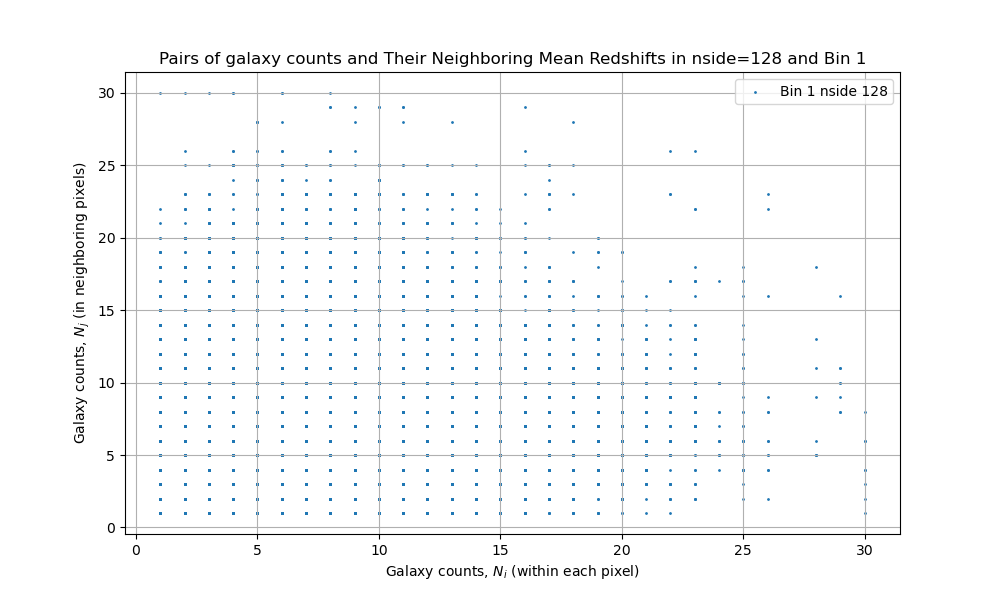 Pairs of galaxy counts and Their Neighboring Mean Redshifts in nside=128 and Bin 1
Bin 1 nside 128
30
25
20
15
10
5
0
Galaxy counts, N_j (in neighboring pixels)
0 5 10 15 20 25 30
Galaxy counts, N_i (within each pixel)